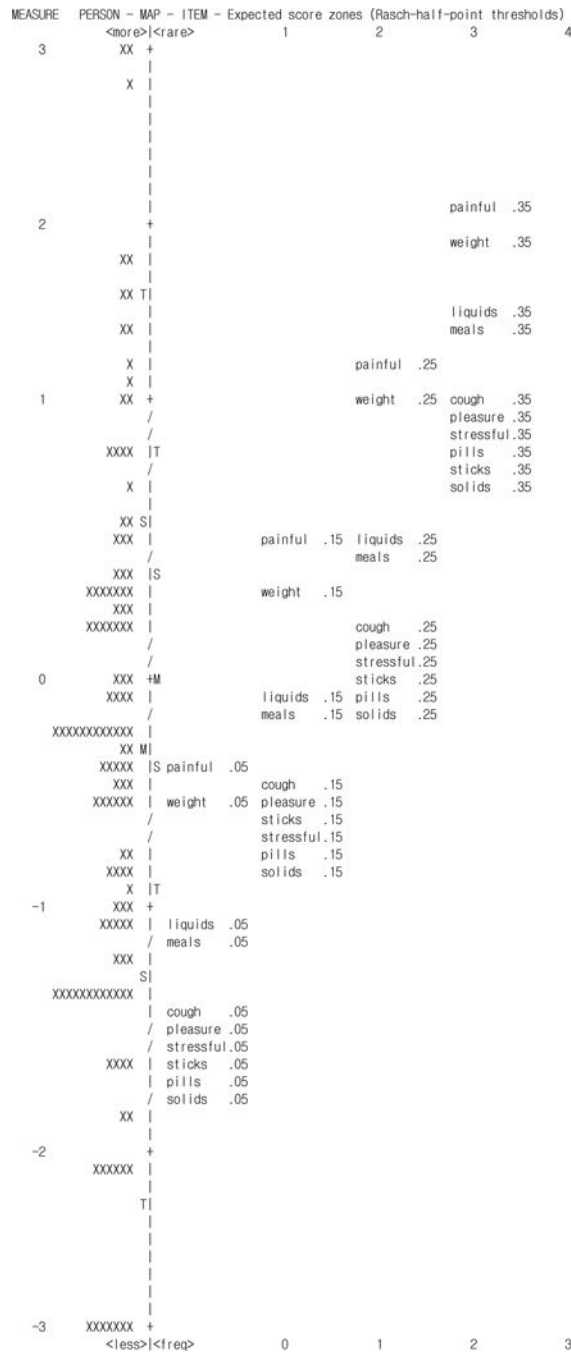 MEASURE PERSON - MAP - ITEM - Expected score zones (Rasch-half-point thresholds)
<more>|<rare> 1 2 3 4
3 XX +
|
X |
|
|
|
|
|
|
| painful .35
2 +
| weight .35
XX |
|
XX T|
| liquids .35
XX | meals .35
|
X | painful .25
X |
1 XX + weight .25 cough .35
/ pleasure .35
/ stressful.35
XXXX |T pills .35
/ sticks .35
X | solids .35
|
XX S|
XXX | painful .15 liquids .25
/ meals .25
XXX |S
XXXXXXX | weight .15
XXX |
XXXXXXX | cough .25
/ pleasure .25
/ stressful.25
0 XXX +M sticks .25
XXXX | liquids .15 pills .25
/ meals .15 solids .25
XXXXXXXXXXXX |
XX M|
XXXXX |S painful .05
XXX | cough .15
XXXXXX | weight .05 pleasure .15
/ sticks .15
/ stressful.15
XX | pills .15
XXXX | solids .15
X |T
-1 XXX +
XXXXX | liquids .05
/ meals .05
XXX |
S|
XXXXXXXXXXXX |
| cough .05
/ pleasure .05
/ stressful.05
XXXX | sticks .05
| pills .05
/ solids .05
XX |
|
-2 +
XXXXXX |
|
T|
|
|
|
|
|
|
-3 XXXXXXX +
<less>|<freq> 0 1 2 3